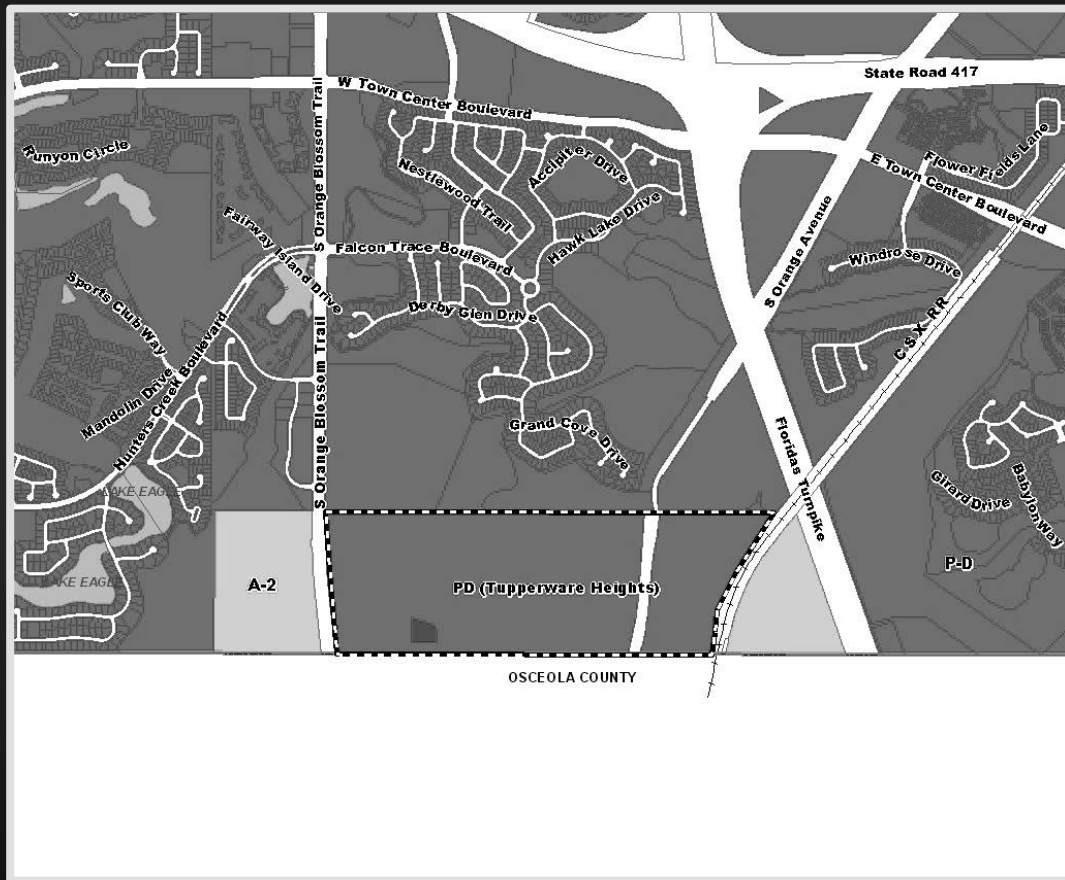 State Road 417
W Town Center Boulevard
S Orange Blossom Trail
Runyon Circle
Accipiter Drive
Nestlewood Trail
Flower Fields Lane
E Town Center Boulevard
Hawk Lake Drive
S Orange Avenue
Fairway Island Drive
Falcon Trace Boulevard
Windrose Drive
Sports Club Way
Derby Glen Drive
Hunters Creek Boulevard
S Orange Blossom Trail
C S X RR
Mandolin Drive
Grand Cove Drive
Floridas Turnpike
Girard Drive
Babylon Way
LAKE EAGLE
P-D
LAKE EAGLE
A-2
PD (Tupperware Heights)
OSCEOLA COUNTY